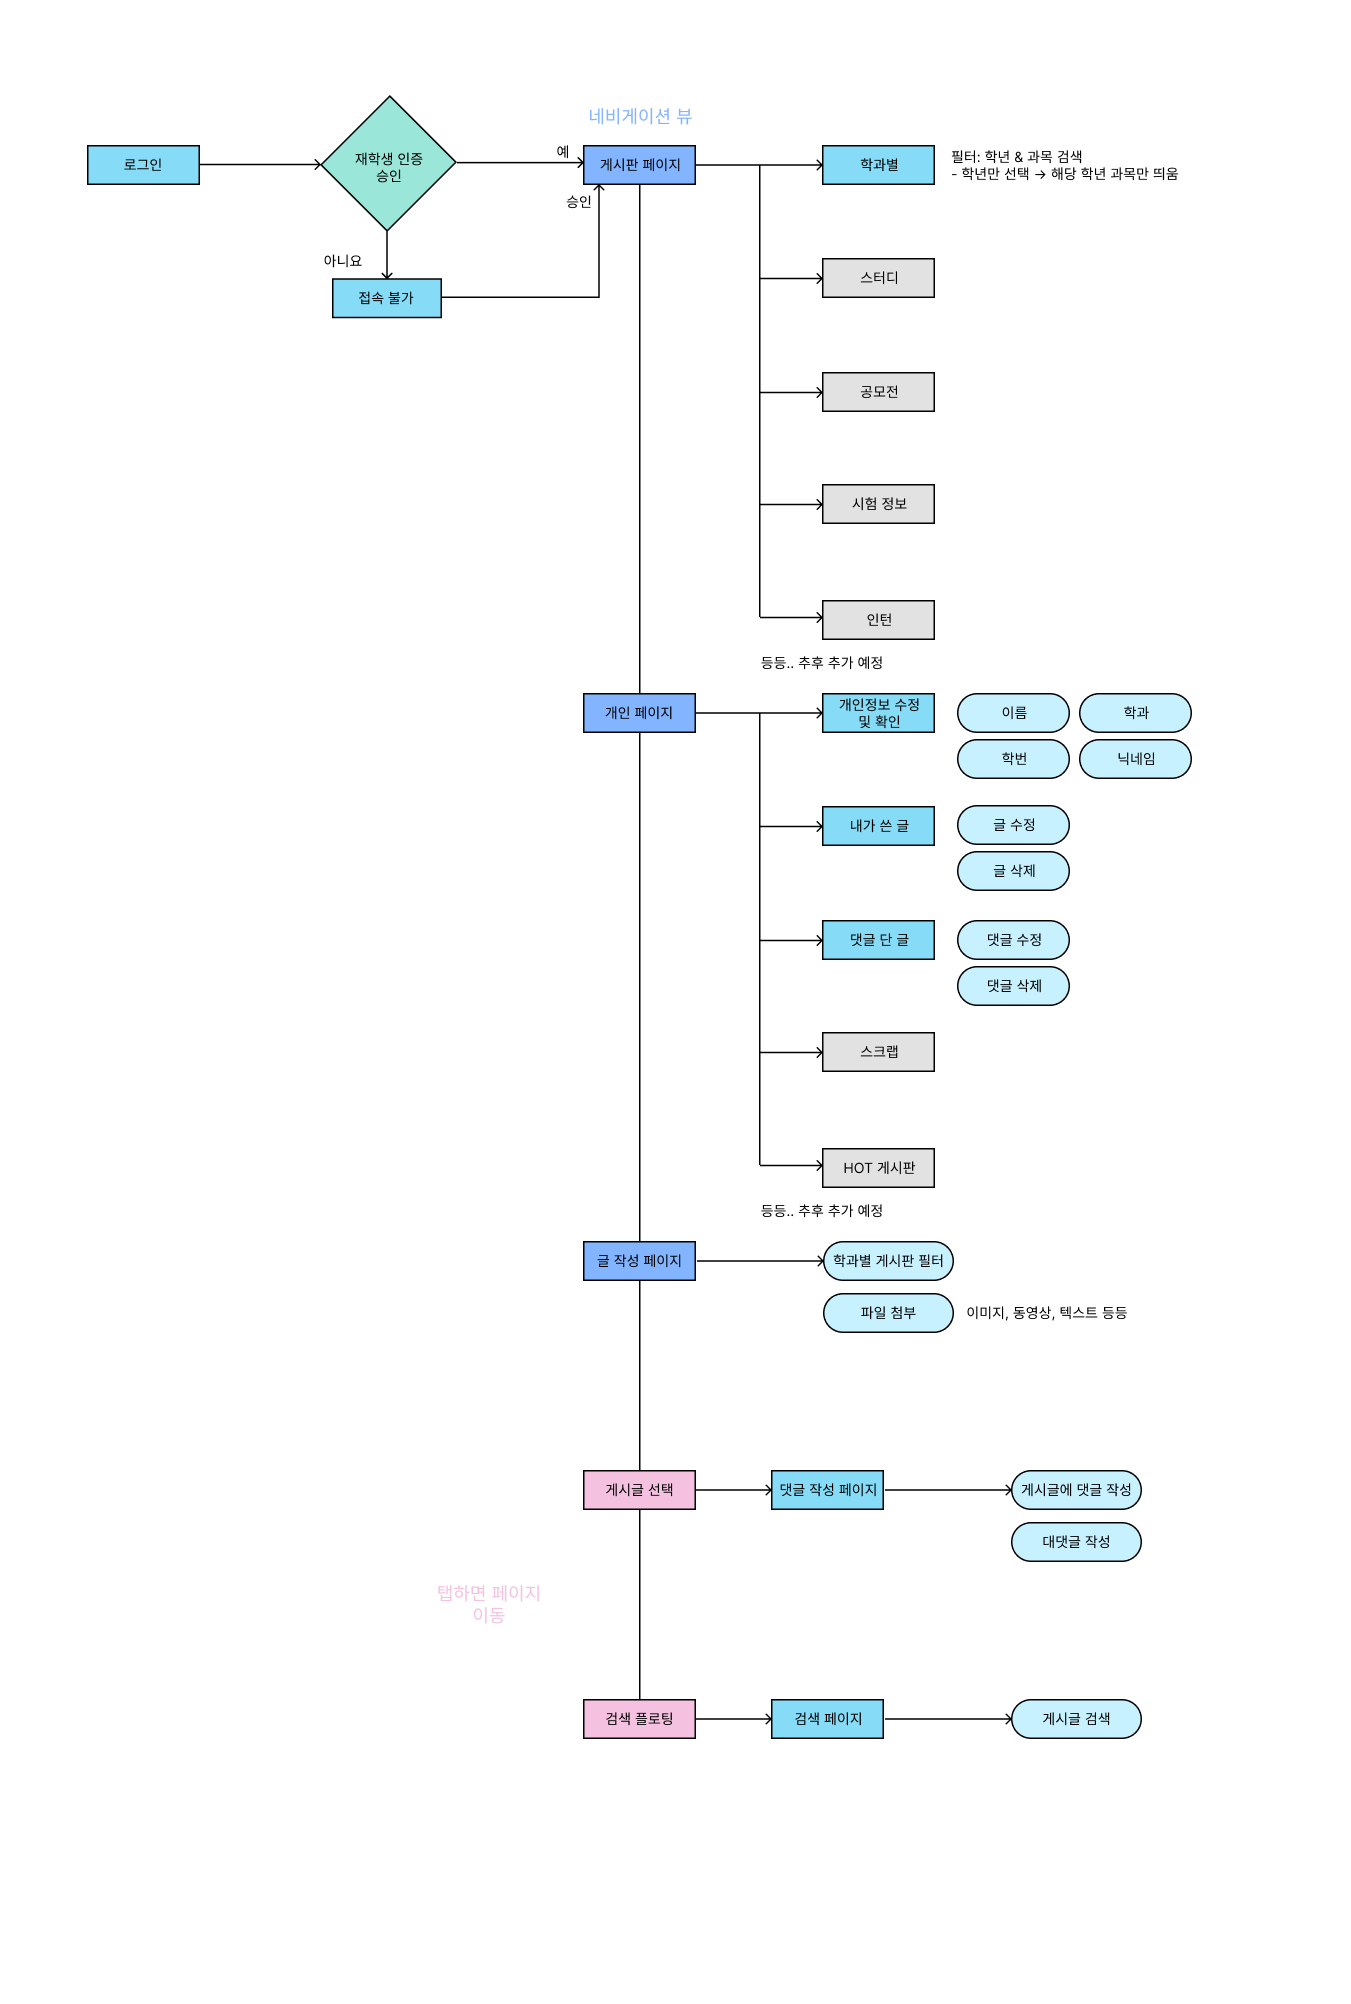 네비게이션 뷰
로그인
재학생 인증
승인
예
게시판 페이지
학과별
필터: 학년 & 과목 검색
- 학년만 선택 → 해당 학년 과목만 띄움
승인
아니요
접속 불가
스터디
공모전
시험 정보
인턴
등등.. 추후 추가 예정
개인 페이지
개인정보 수정
및 확인
이름
학과
학번
닉네임
내가 쓴 글
글 수정
글 삭제
댓글 단 글
댓글 수정
댓글 삭제
스크랩
HOT 게시판
등등.. 추후 추가 예정
글 작성 페이지
학과별 게시판 필터
파일 첨부
이미지, 동영상, 텍스트 등등
게시글 선택
댓글 작성 페이지
게시글에 댓글 작성
대댓글 작성
탭하면 페이지
이동
검색 플로팅
검색 페이지
게시글 검색